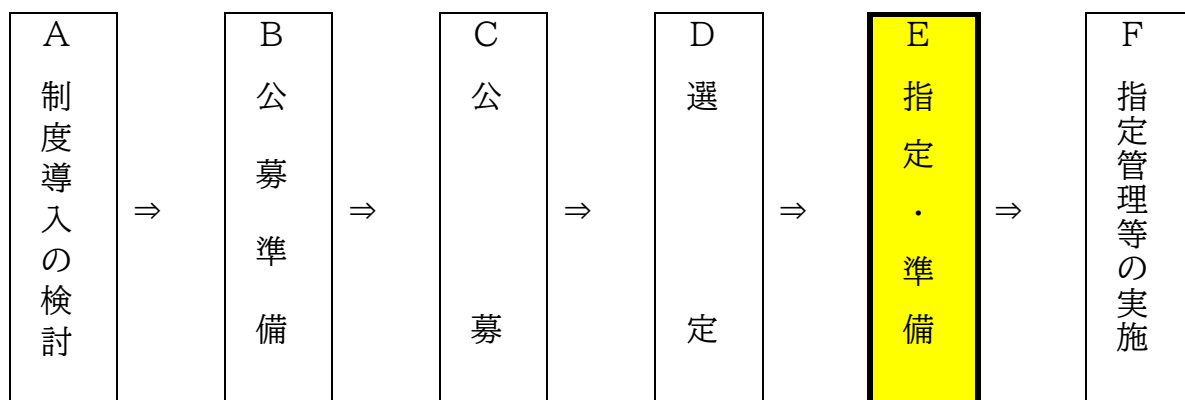 A 制度導入の検討
⇒
B 公募準備
⇒
C 公募
⇒
D 選定
⇒
E 指定・準備
⇒
F 指定管理等の実施